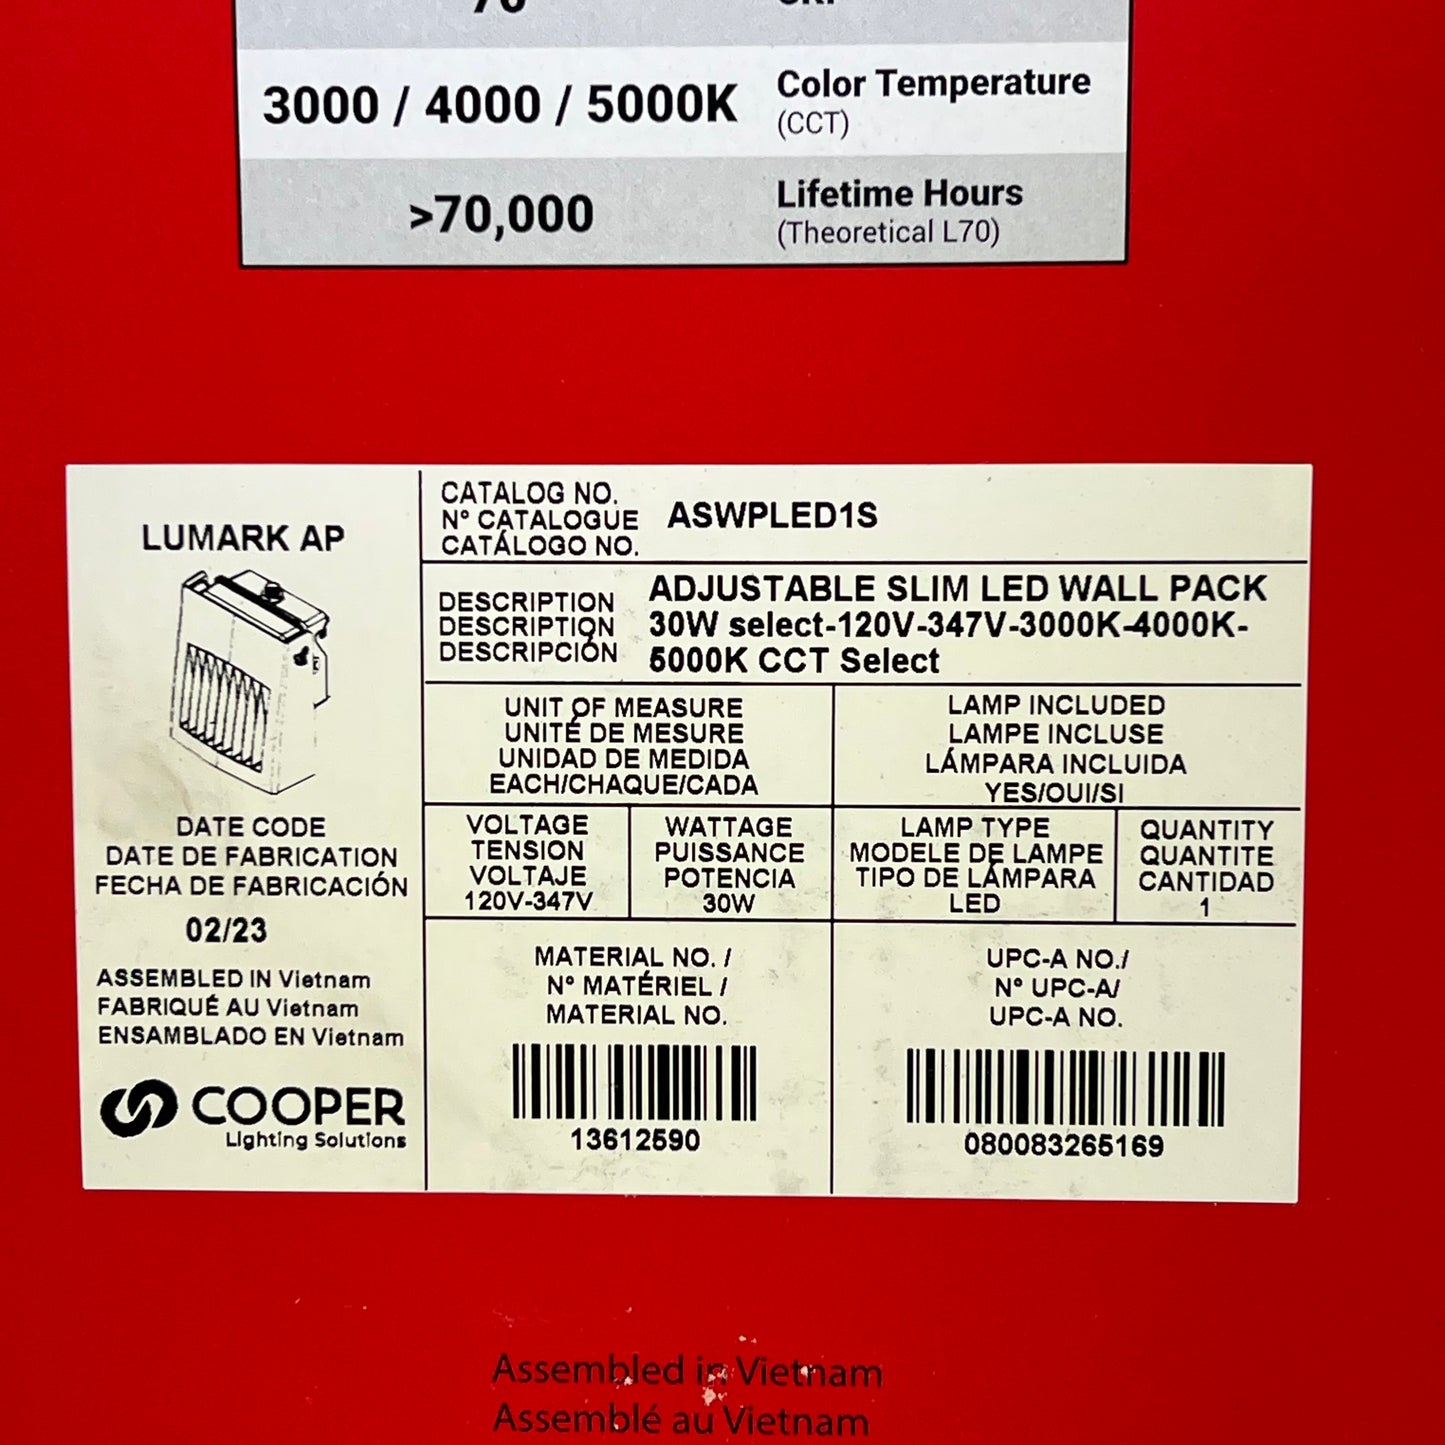 70 CRI
3000 / 4000 / 5000K Color Temperature
(CCT)
>70,000 Lifetime Hours
(Theoretical L70)
LUMARK AP
DATE CODE
DATE DE FABRICATION
FECHA DE FABRICACIÓN
02/23
ASSEMBLED IN Vietnam
FABRIQUÉ AU Vietnam
ENSAMBLADO EN Vietnam
COOPER
Lighting Solutions
CATALOG NO.
Nº CATALOGUE ASWPLED1S
CATÁLOGO NO.
DESCRIPTION
DESCRIPTION
DESCRIPCIÓN
ADJUSTABLE SLIM LED WALL PACK
30W select-120V-347V-3000K-4000K-
5000K CCT Select
UNIT OF MEASURE
UNITÉ DE MESURE
UNIDAD DE MEDIDA
EACH/CHAQUE/CADA
LAMP INCLUDED
LAMPE INCLUSE
LÁMPARA INCLUIDA
YES/OUI/SI
VOLTAGE
TENSION
VOLTAJE
120V-347V
WATTAGE
PUISSANCE
POTENCIA
30W
LAMP TYPE
MODELE DE LAMPE
TIPO DE LÁMPARA
LED
QUANTITY
QUANTITE
CANTIDAD
1
MATERIAL NO. /
Nº MATÉRIEL /
MATERIAL NO.
13612590
UPC-A NO./
Nº UPC-A/
UPC-A NO.
080083265169
Assembled in Vietnam
Assemblé au Vietnam